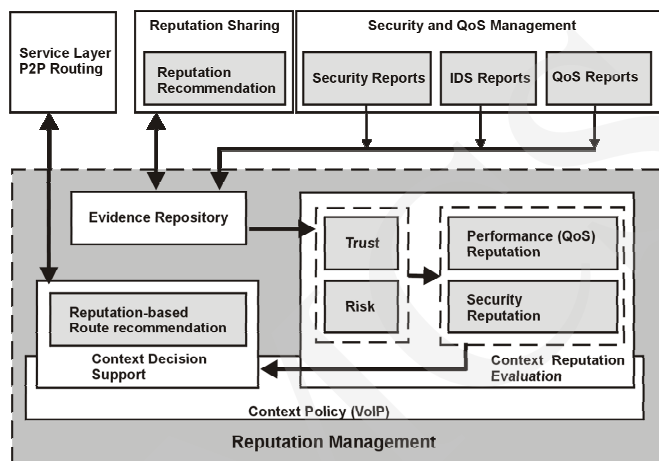 Service Layer
P2P Routing
Reputation Sharing
Reputation
Recommendation
Security and QoS Management
Security Reports
IDS Reports
QoS Reports
Evidence Repository
Trust
Risk
Performance (QoS)
Reputation
Security
Reputation
Reputation-based
Route recommendation
Context Decision
Support
Context Reputation
Evaluation
Context Policy (VoIP)
Reputation Management